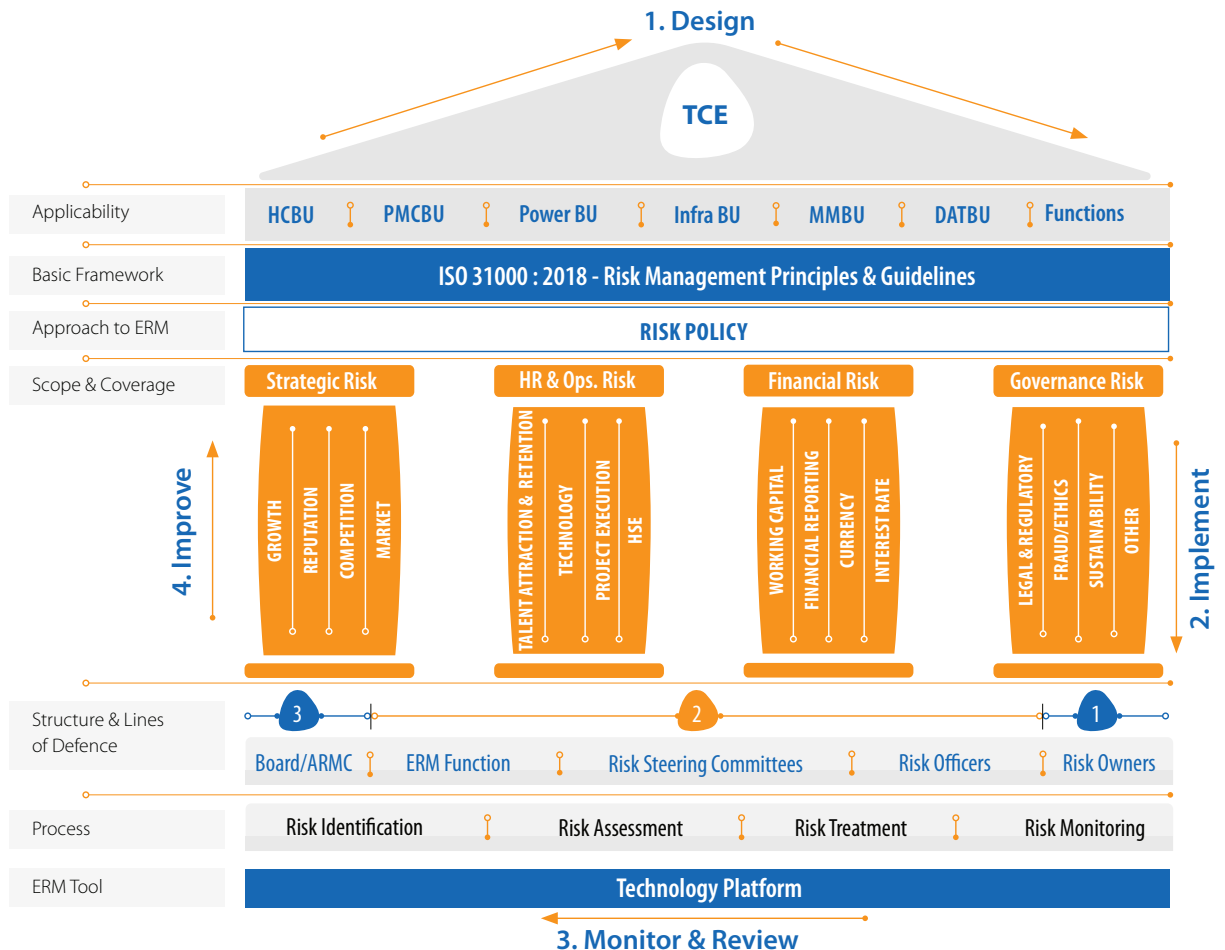 1. Design
TCE
Applicability
HCBU
PMCBU
Power BU
Infra BU
MMBU
DATBU
Functions
Basic Framework
ISO 31000 : 2018 - Risk Management Principles & Guidelines
Approach to ERM
RISK POLICY
Scope & Coverage
Strategic Risk
HR & Ops. Risk
Financial Risk
Governance Risk
4. Improve
GROWTH
REPUTATION
COMPETITION
MARKET
TALENT ATTRACTION & RETENTION
TECHNOLOGY
PROJECT EXECUTION
HSE
WORKING CAPITAL
FINANCIAL REPORTING
CURRENCY
INTEREST RATE
LEGAL & REGULATORY
FRAUD/ETHICS
SUSTAINABILITY
OTHER
2. Implement
Structure & Lines
of Defence
3
2
1
Board/ARMC
ERM Function
Risk Steering Committees
Risk Officers
Risk Owners
Process
Risk Identification
Risk Assessment
Risk Treatment
Risk Monitoring
ERM Tool
Technology Platform
3. Monitor & Review